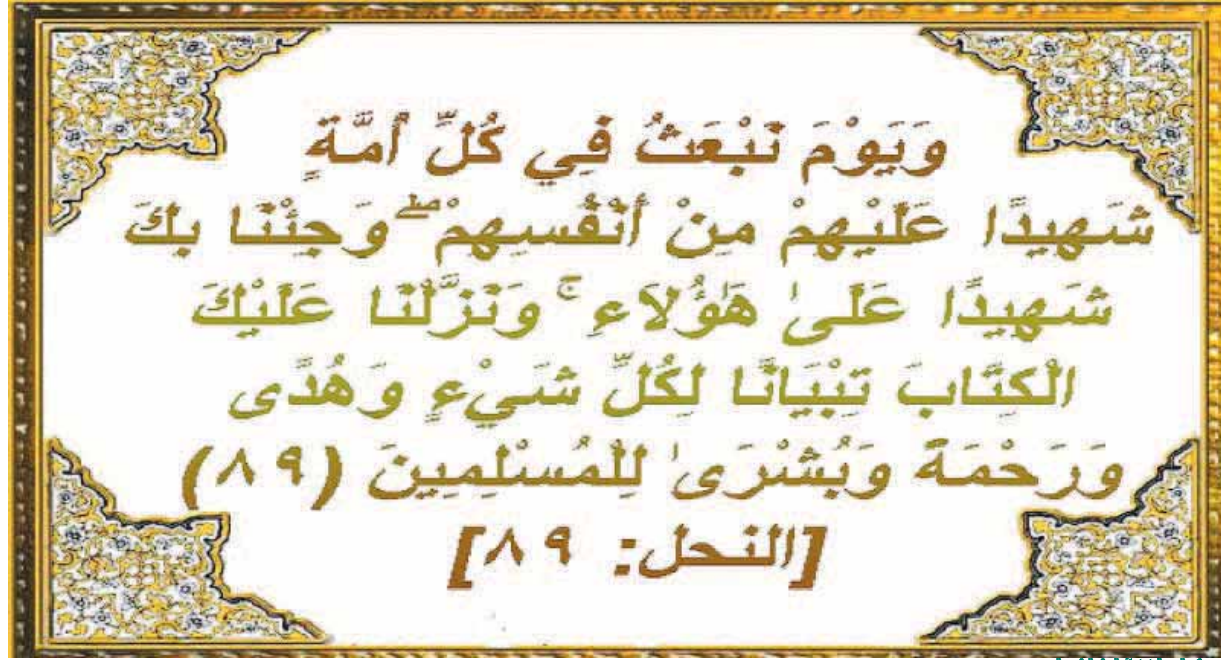 وَيَوْمَ نَبْعَثُ فِي كُلِّ أُمَّةٍ
شَهِيدًا عَلَيْهِمْ مِنْ أَنْفُسِهِمْ ۖ وَجِئْنَا بِكَ
شَهِيدًا عَلَىٰ هَٰؤُلَاءِ ۚ وَنَزَّلْنَا عَلَيْكَ
الْكِتَابَ تِبْيَانًا لِكُلِّ شَيْءٍ وَهُدًى
وَرَحْمَةً وَبُشْرَىٰ لِلْمُسْلِمِينَ (٨٩)
[النحل: ٨٩]